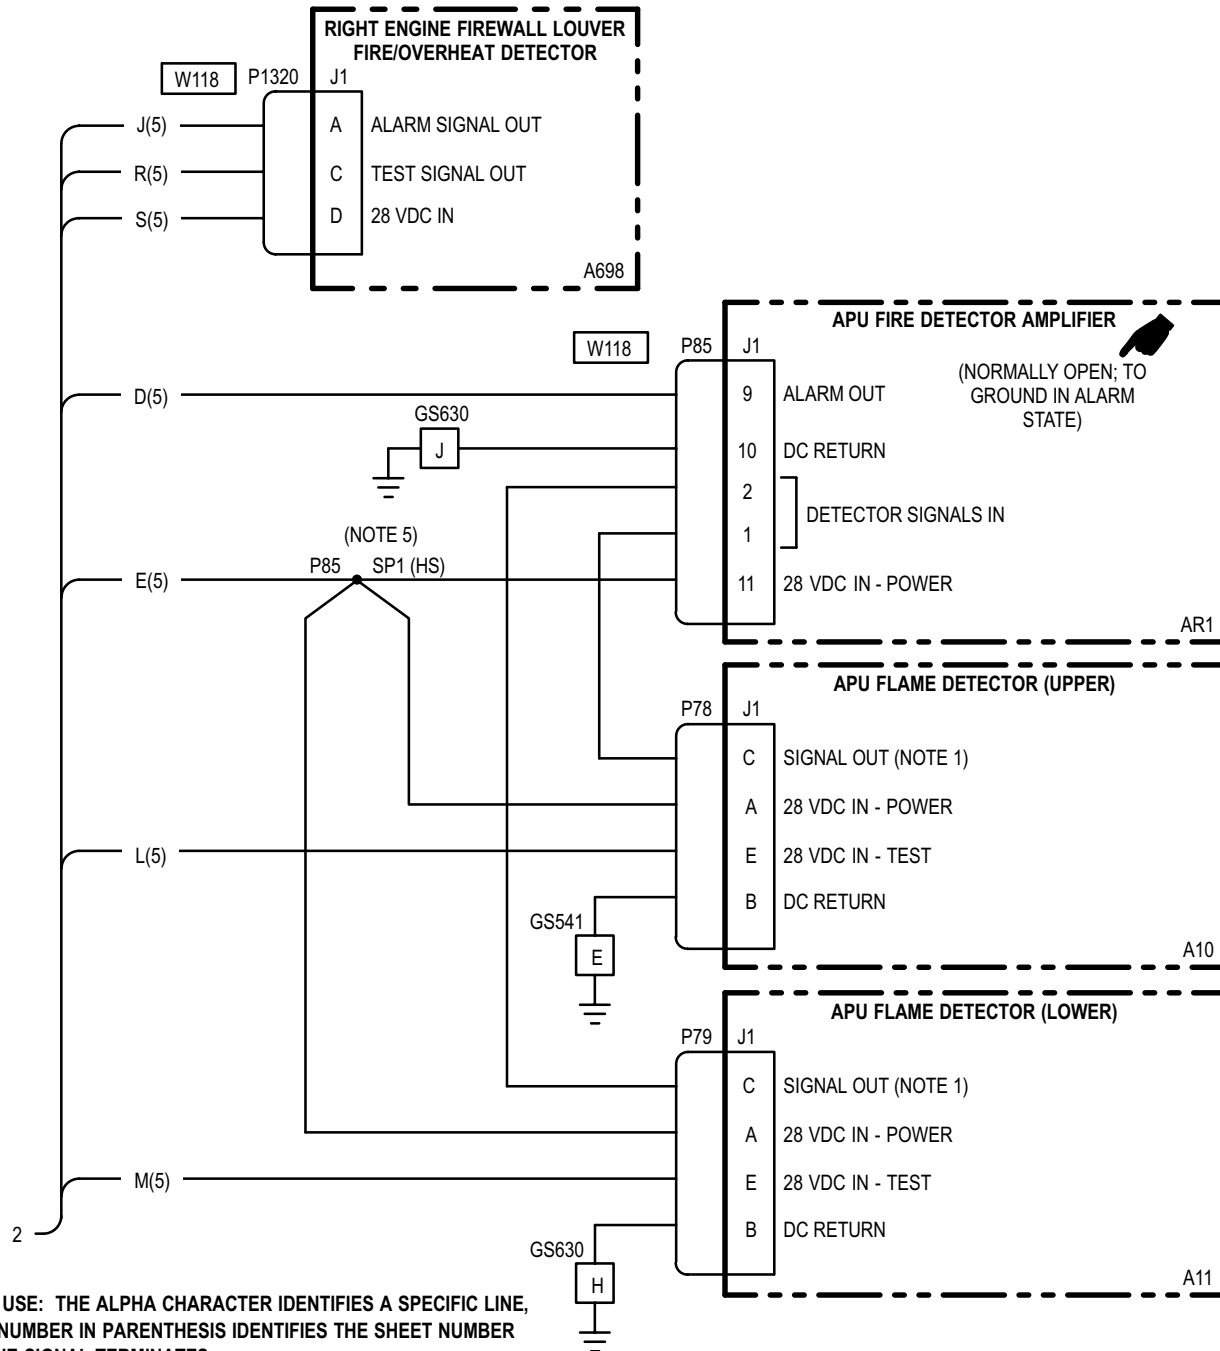 RIGHT ENGINE FIREWALL LOUVER
FIRE/OVERHEAT DETECTOR
W118 P1320 J1
J(5) A ALARM SIGNAL OUT
R(5) C TEST SIGNAL OUT
S(5) D 28 VDC IN
A698
APU FIRE DETECTOR AMPLIFIER
W118 P85 J1
(NORMALLY OPEN; TO
GROUND IN ALARM
STATE)
D(5) 9 ALARM OUT
GS630
J 10 DC RETURN
2
DETECTOR SIGNALS IN
1
(NOTE 5)
P85 SP1 (HS)
E(5) 11 28 VDC IN - POWER
AR1
APU FLAME DETECTOR (UPPER)
P78 J1
C SIGNAL OUT (NOTE 1)
A 28 VDC IN - POWER
L(5) E 28 VDC IN - TEST
B DC RETURN
GS541
E
A10
APU FLAME DETECTOR (LOWER)
P79 J1
C SIGNAL OUT (NOTE 1)
A 28 VDC IN - POWER
M(5) E 28 VDC IN - TEST
B DC RETURN
2
GS630
H
A11
USE: THE ALPHA CHARACTER IDENTIFIES A SPECIFIC LINE,
NUMBER IN PARENTHESIS IDENTIFIES THE SHEET NUMBER
SIGNAL TERMINATES